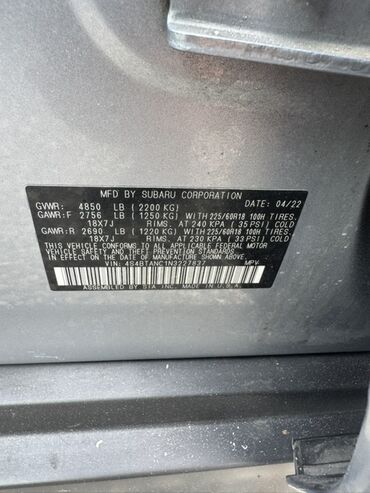 MFD BY SUBARU CORPORATION
GVWR: 4850 LB (2200 KG) DATE: 04/22
GAWR:F 2756 LB (1250 KG) WITH 225/60R18 100H TIRES,
18X7J RIMS, AT 240 KPA (35 PSI) COLD
GAWR:R 2690 LB (1220 KG) WITH 225/60R18 100H TIRES,
18X7J RIMS, AT 230 KPA (33 PSI) COLD
THIS VEHICLE CONFORMS TO ALL APPLICABLE FEDERAL MOTOR
VEHICLE SAFETY, BUMPER, AND THEFT PREVENTION STANDARDS
IN EFFECT ON THE DATE OF MANUFACTURE SHOWN ABOVE.
VIN: 4S4BTANC1N3227837 MPV
ASSEMBLED BY SIA, INC. MADE IN U.S.A